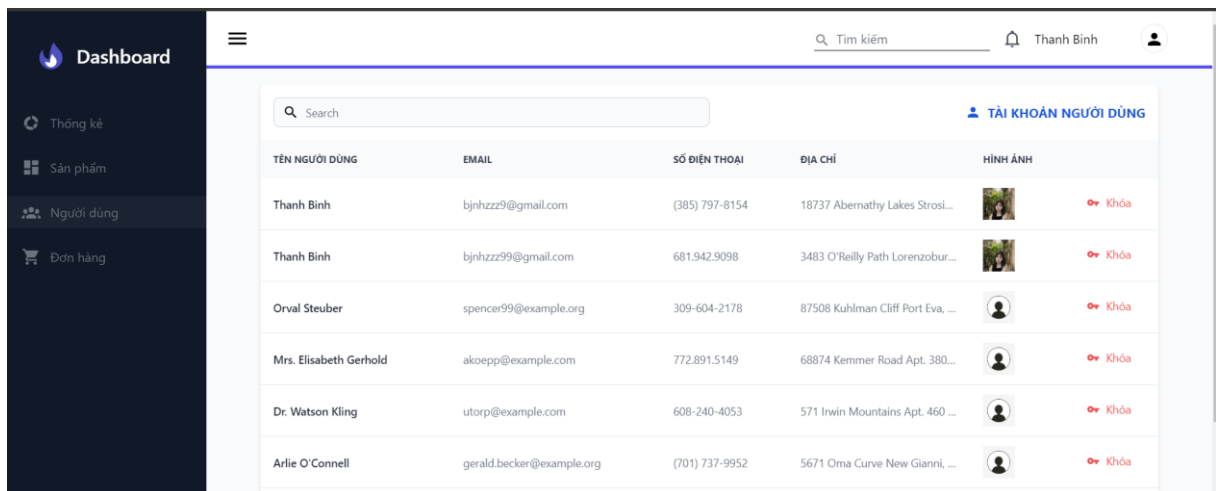 Dashboard
Tìm kiếm
Thanh Bình
Thống kê
Sản phẩm
Người dùng
Đơn hàng
Search
TÀI KHOẢN NGƯỜI DÙNG
TÊN NGƯỜI DÙNG EMAIL SỐ ĐIỆN THOẠI ĐỊA CHỈ HÌNH ẢNH
Thanh Bình bjnhzzz9@gmail.com (385) 797-8154 18737 Abernathy Lakes Strosi... Khóa
Thanh Bình bjnhzzz99@gmail.com 681.942.9098 3483 O'Reilly Path Lorenzobur... Khóa
Orval Steuber spencer99@example.org 309-604-2178 87508 Kuhlman Cliff Port Eva, ... Khóa
Mrs. Elisabeth Gerhold akoepp@example.com 772.891.5149 68874 Kemmer Road Apt. 380... Khóa
Dr. Watson Kling utorp@example.com 608-240-4053 571 Irwin Mountains Apt. 460 ... Khóa
Arlie O'Connell gerald.becker@example.org (701) 737-9952 5671 Oma Curve New Gianni, ... Khóa